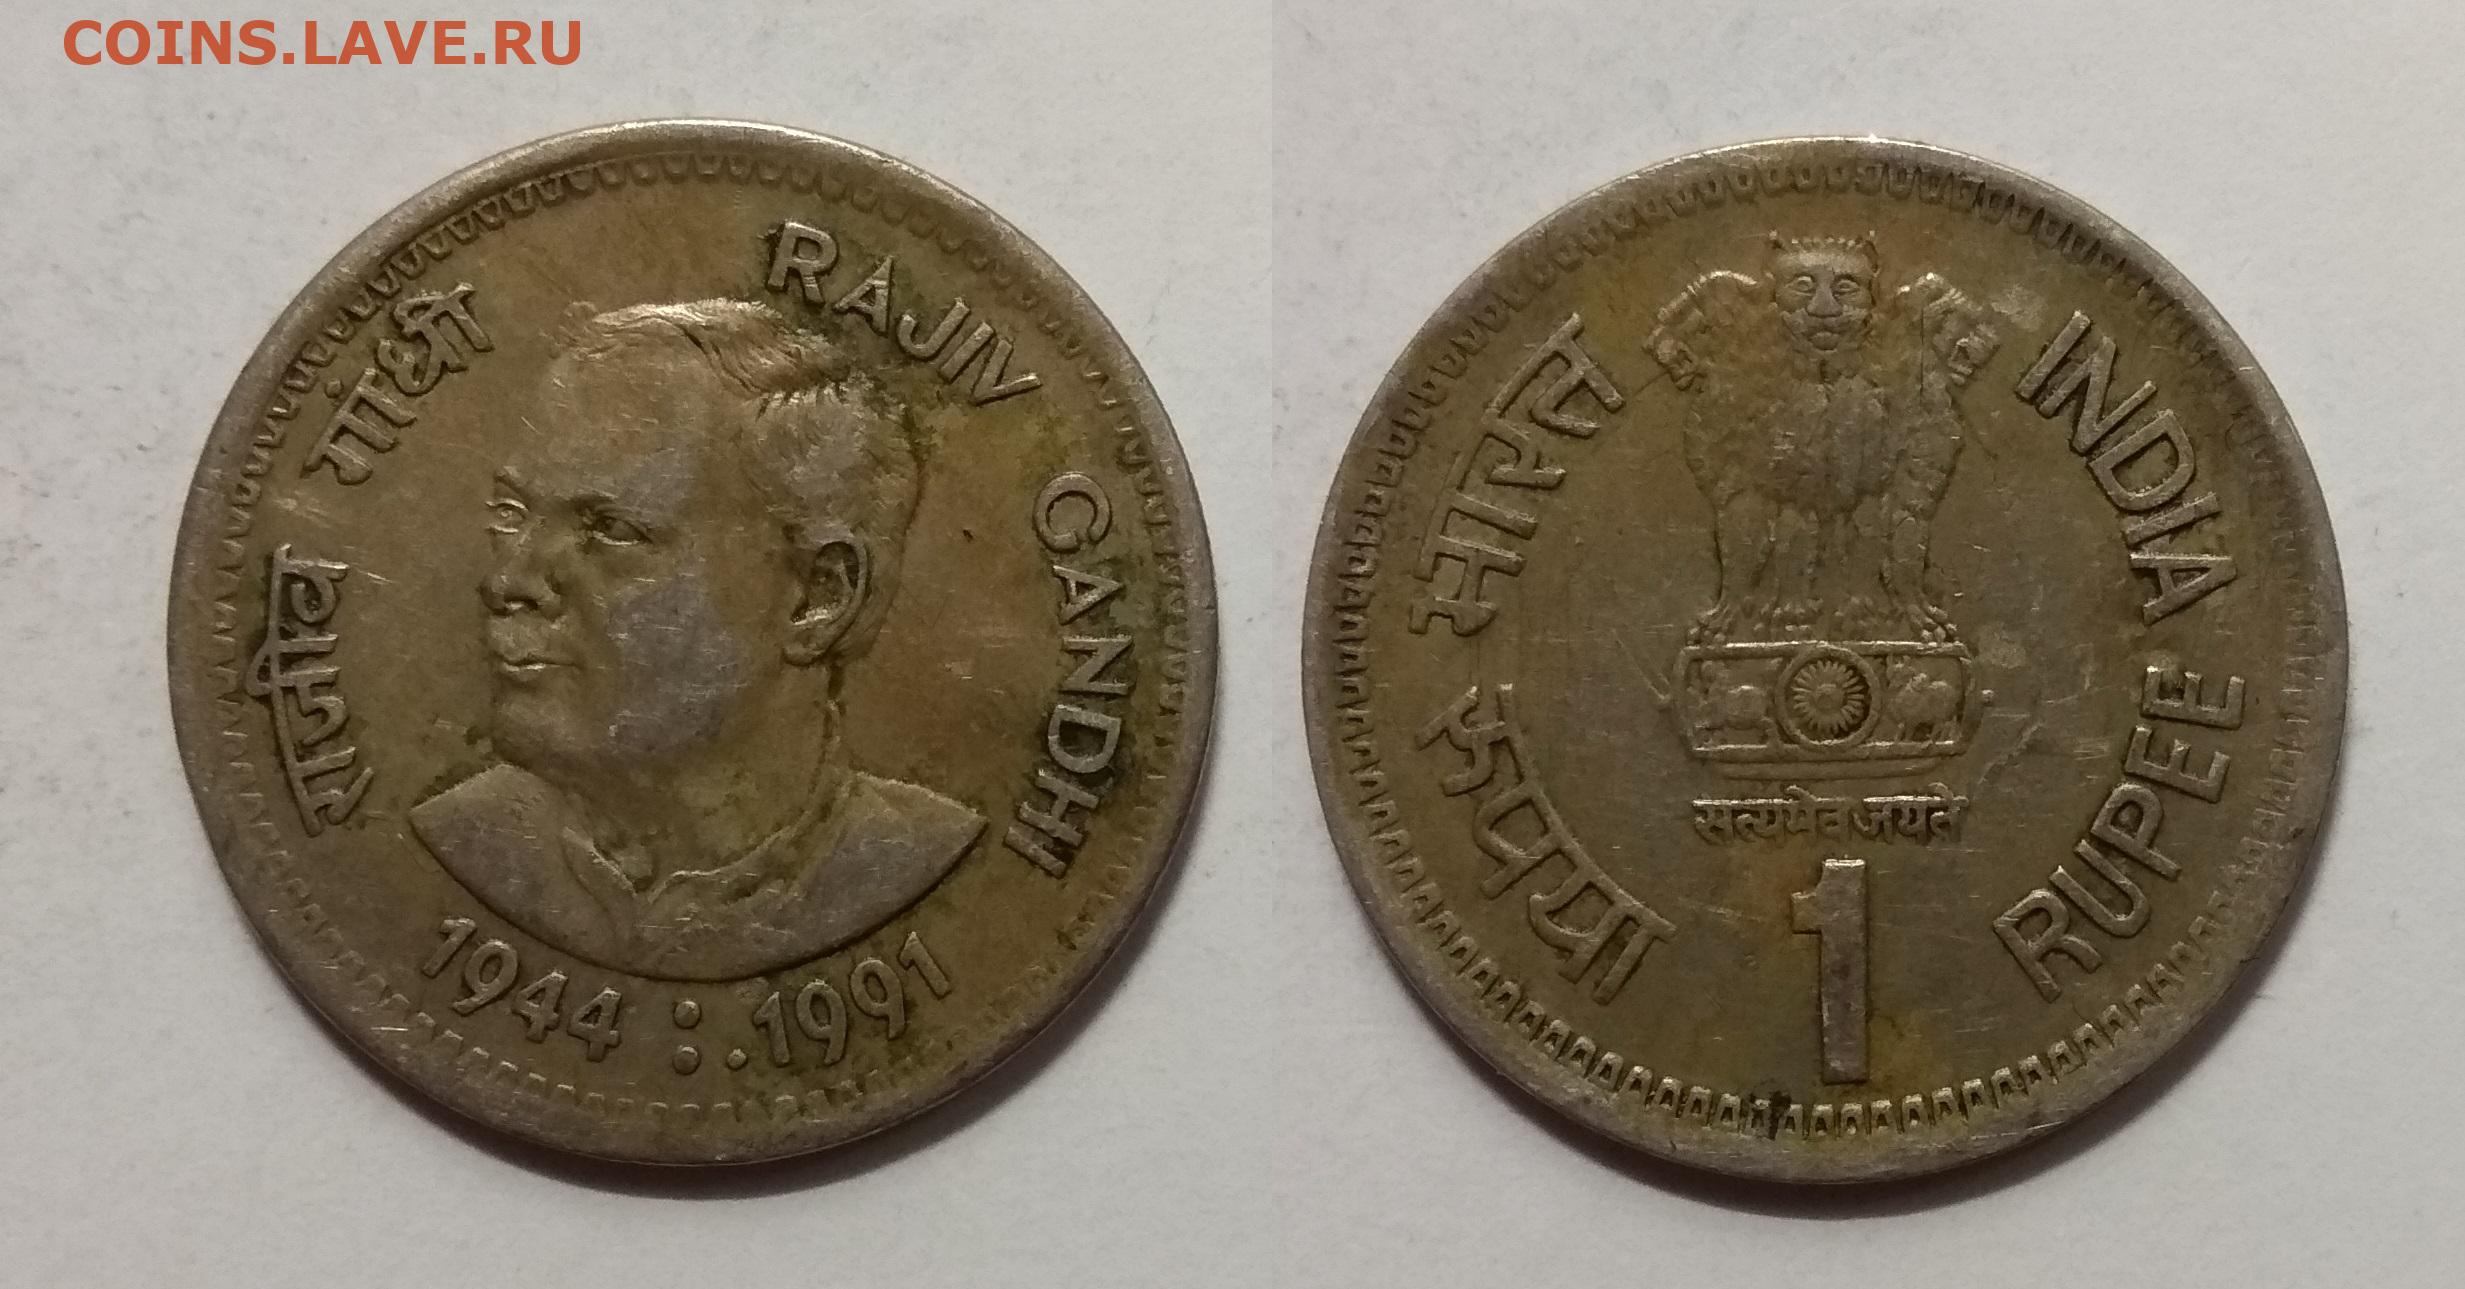 COINS.LAVE.RU
राजीव गांधी
RAJIV GANDHI
1944 : . 1991
भारत
INDIA
रुपया
RUPEE
सत्यमेव जयते
1